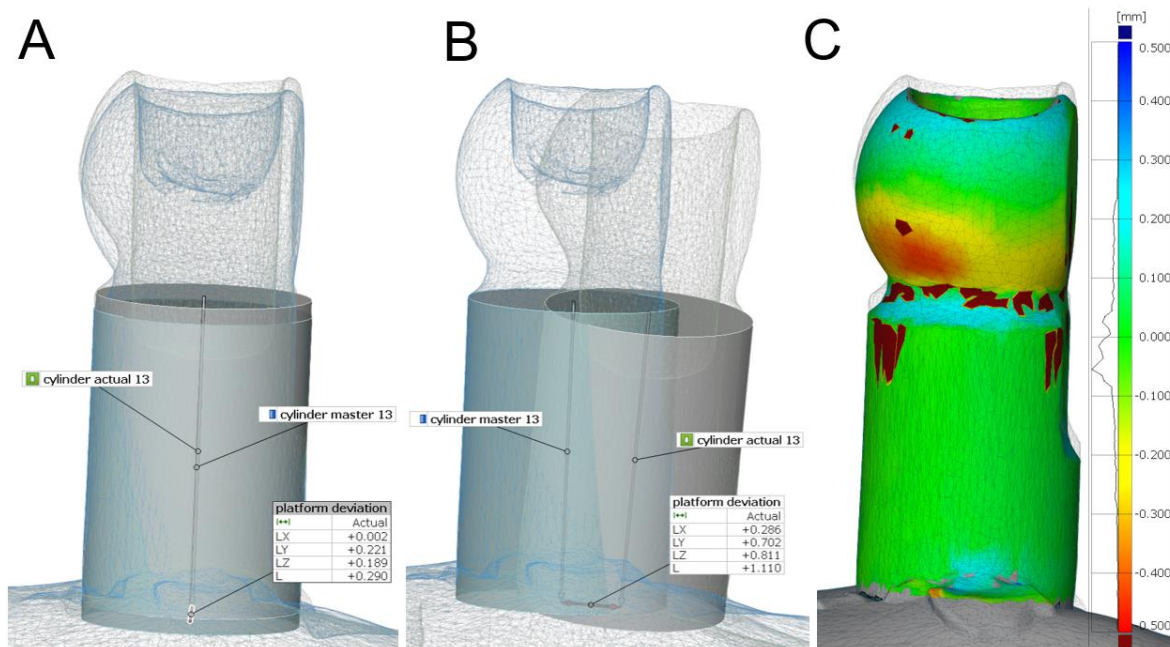 A
cylinder actual 13
cylinder master 13
platform deviation
Actual
LX +0.002
LY +0.221
LZ +0.189
L +0.290
B
cylinder master 13
cylinder actual 13
platform deviation
Actual
LX +0.286
LY +0.702
LZ +0.811
L +1.110
C
[mm]
0.500
0.400
0.300
0.200
0.100
0.000
-0.100
-0.200
-0.300
-0.400
0.500